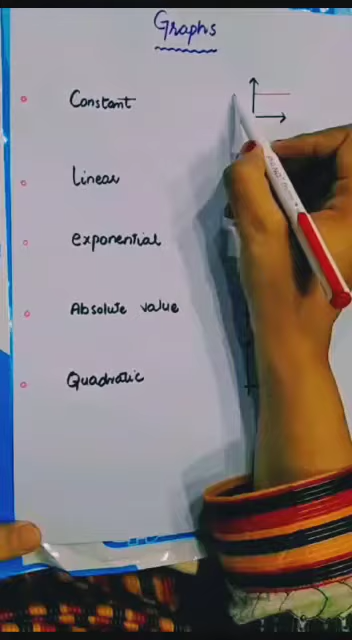 Graphs
Constant
Linear
exponential
Absolute value
Quadratic